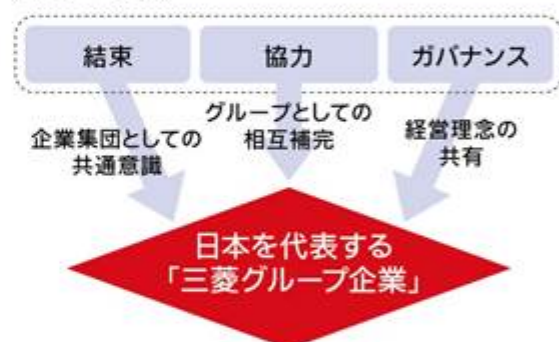 結束
協力
ガバナンス
企業集団としての
共通意識
グループとしての
相互補完
経営理念の
共有
日本を代表する
「三菱グループ企業」